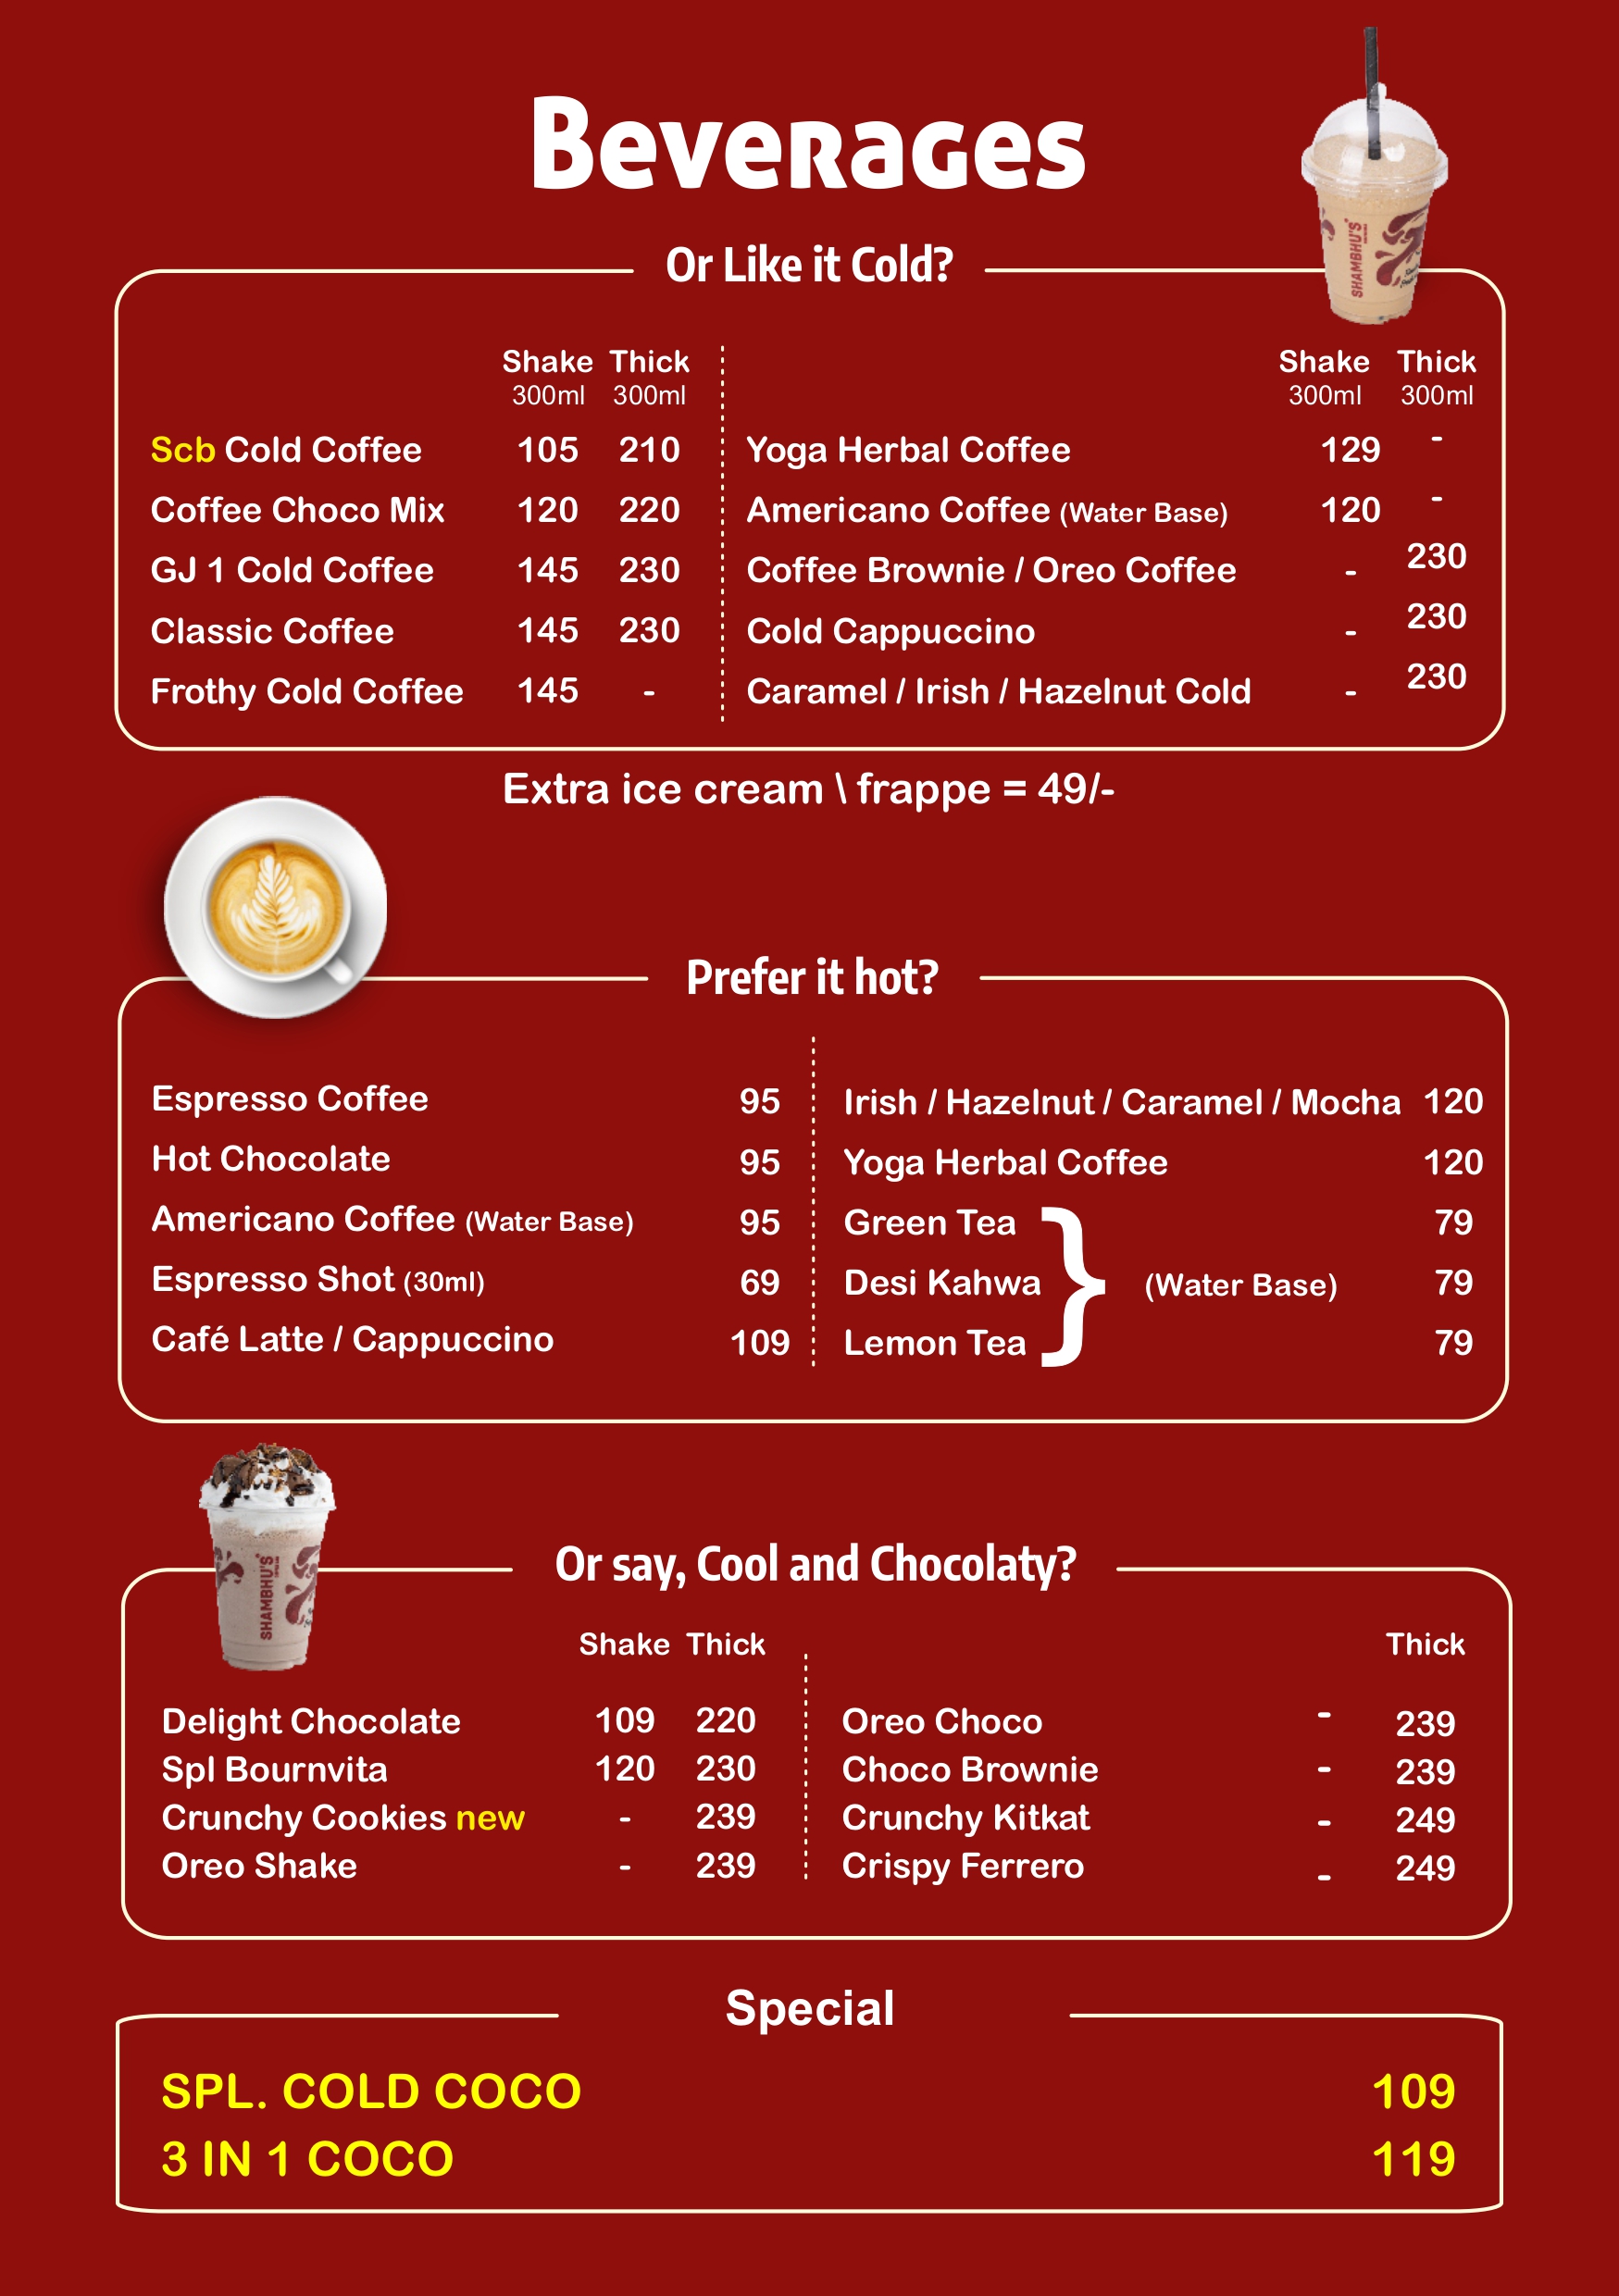 Beverages
SHAMBHU'S
Or Like it Cold?
Shake Thick Shake Thick
300ml 300ml 300ml 300ml
Scb Cold Coffee 105 210 Yoga Herbal Coffee 129 -
Coffee Choco Mix 120 220 Americano Coffee (Water Base) 120 -
GJ 1 Cold Coffee 145 230 Coffee Brownie / Oreo Coffee - 230
Classic Coffee 145 230 Cold Cappuccino - 230
Frothy Cold Coffee 145 - Caramel / Irish / Hazelnut Cold - 230
Extra ice cream \ frappe = 49/-
Prefer it hot?
Espresso Coffee 95 Irish / Hazelnut / Caramel / Mocha 120
Hot Chocolate 95 Yoga Herbal Coffee 120
Americano Coffee (Water Base) 95 Green Tea 79
Espresso Shot (30ml) 69 Desi Kahwa } (Water Base) 79
Café Latte / Cappuccino 109 Lemon Tea 79
SHAMBHU'S
Or say, Cool and Chocolaty?
Shake Thick Thick
Delight Chocolate 109 220 Oreo Choco - 239
Spl Bournvita 120 230 Choco Brownie - 239
Crunchy Cookies new - 239 Crunchy Kitkat - 249
Oreo Shake - 239 Crispy Ferrero - 249
Special
SPL. COLD COCO 109
3 IN 1 COCO 119